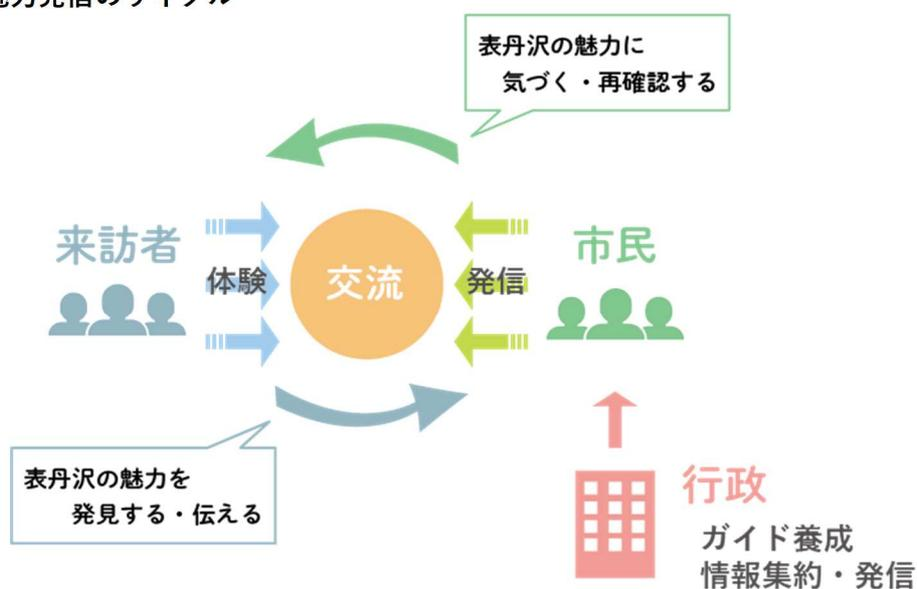 魅力発信のサイクル
表丹沢の魅力に
気づく・再確認する
来訪者
体験
交流
発信
市民
表丹沢の魅力を
発見する・伝える
行政
ガイド養成
情報集約・発信